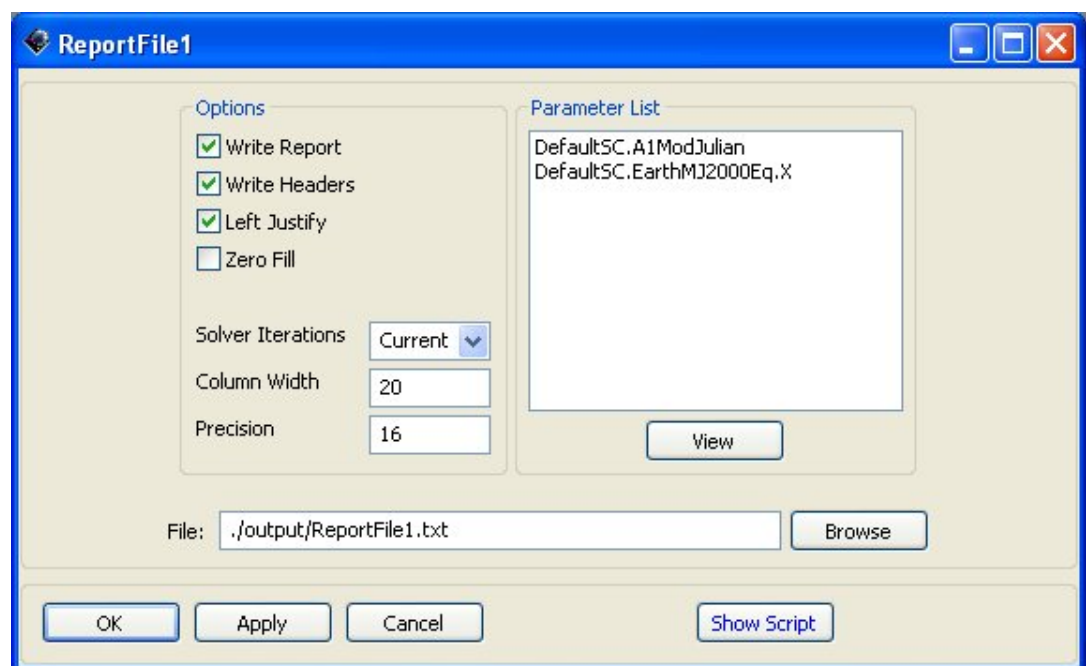 ReportFile1
Options
Write Report
Write Headers
Left Justify
Zero Fill
Solver Iterations Current
Column Width 20
Precision 16
Parameter List
DefaultSC.A1ModJulian
DefaultSC.EarthMJ2000Eq.X
View
File: ./output/ReportFile1.txt Browse
OK Apply Cancel Show Script